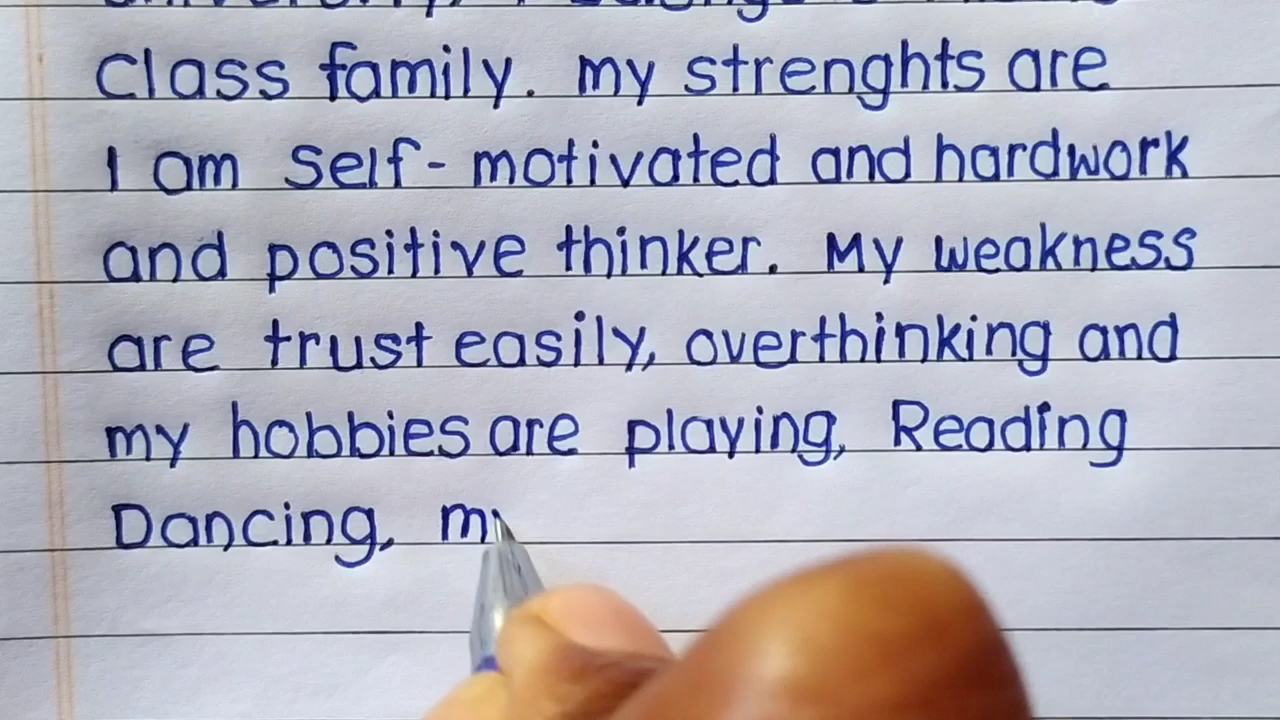 Class family. my strenghts are
I am Self-motivated and hardwork
and positive thinker. My weakness
are trust easily, overthinking and
my hobbies are playing, Reading
Dancing, my